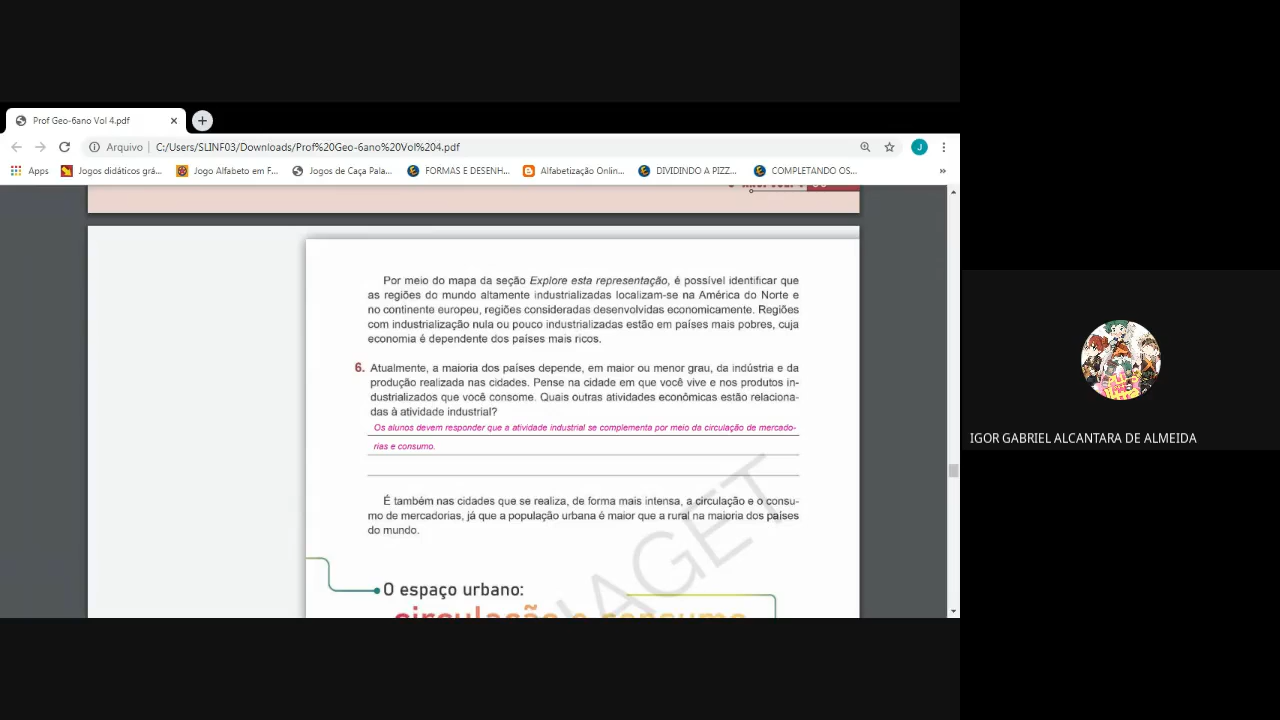 Prof Geo-6ano Vol 4.pdf
Arquivo
C:/Users/SLINF03/Downloads/Prof%20Geo-6ano%20Vol%204.pdf
J
Apps
Jogos didáticos grá...
Jogo Alfabeto em F...
Jogos de Caça Pala...
FORMAS E DESENH...
Alfabetização Onlin...
DIVIDINDO A PIZZ...
COMPLETANDO OS...
»
Por meio do mapa da seção Explore esta representação, é possível identificar que
as regiões do mundo altamente industrializadas localizam-se na América do Norte e
no continente europeu, regiões consideradas desenvolvidas economicamente. Regiões
com industrialização nula ou pouco industrializadas estão em países mais pobres, cuja
economia é dependente dos países mais ricos.
6. Atualmente, a maioria dos países depende, em maior ou menor grau, da indústria e da
produção realizada nas cidades. Pense na cidade em que você vive e nos produtos in-
dustrializados que você consome. Quais outras atividades econômicas estão relaciona-
das à atividade industrial?
Os alunos devem responder que a atividade industrial se complementa por meio da circulação de mercado-
rias e consumo.
É também nas cidades que se realiza, de forma mais intensa, a circulação e o consu-
mo de mercadorias, já que a população urbana é maior que a rural na maioria dos países
do mundo.
O espaço urbano:
circulação e consumo
IAGET
IGOR GABRIEL ALCANTARA DE ALMEIDA